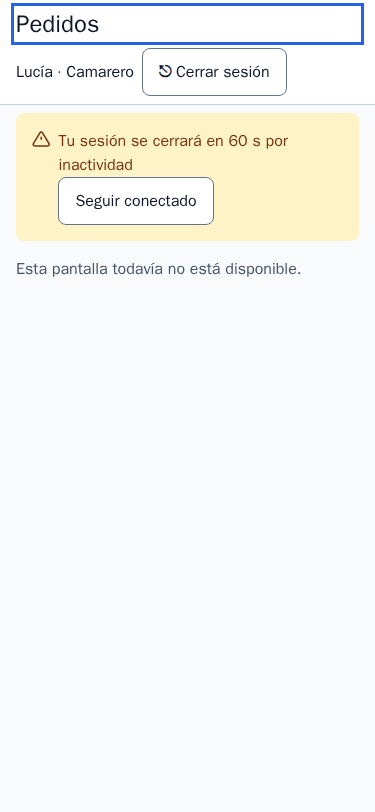 Pedidos
Lucía · Camarero
Cerrar sesión
Tu sesión se cerrará en 60 s por
inactividad
Seguir conectado
Esta pantalla todavía no está disponible.